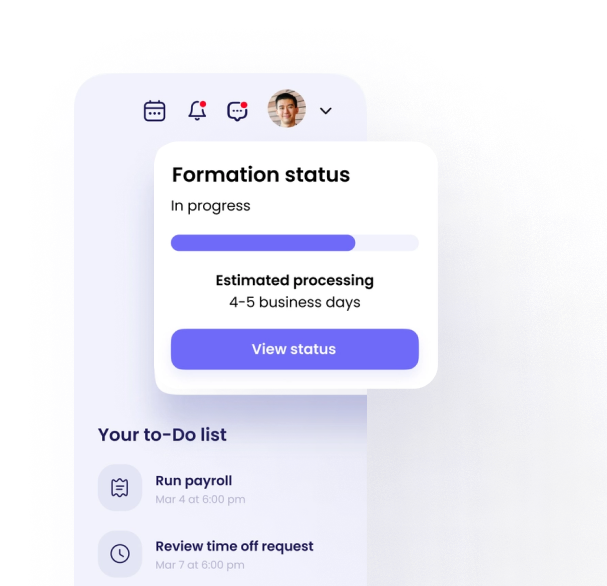 Formation status
In progress
Estimated processing
4-5 business days
View status
Your to-Do list
Run payroll
Mar 4 at 6:00 pm
Review time off request
Mar 7 at 6:00 pm